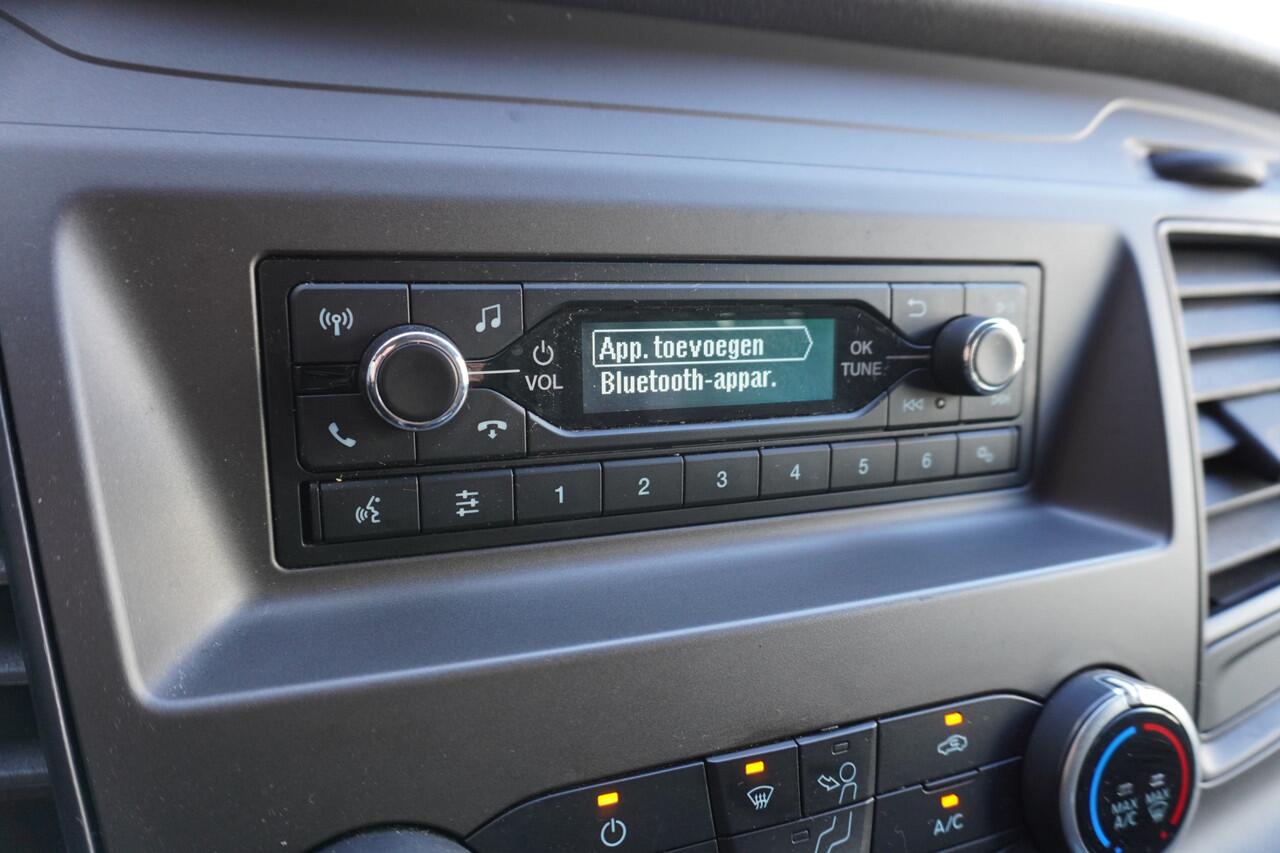 App. toevoegen
Bluetooth-appar.
VOL
OK
TUNE
1
2
3
4
5
6
A/C
MAX
A/C
MAX